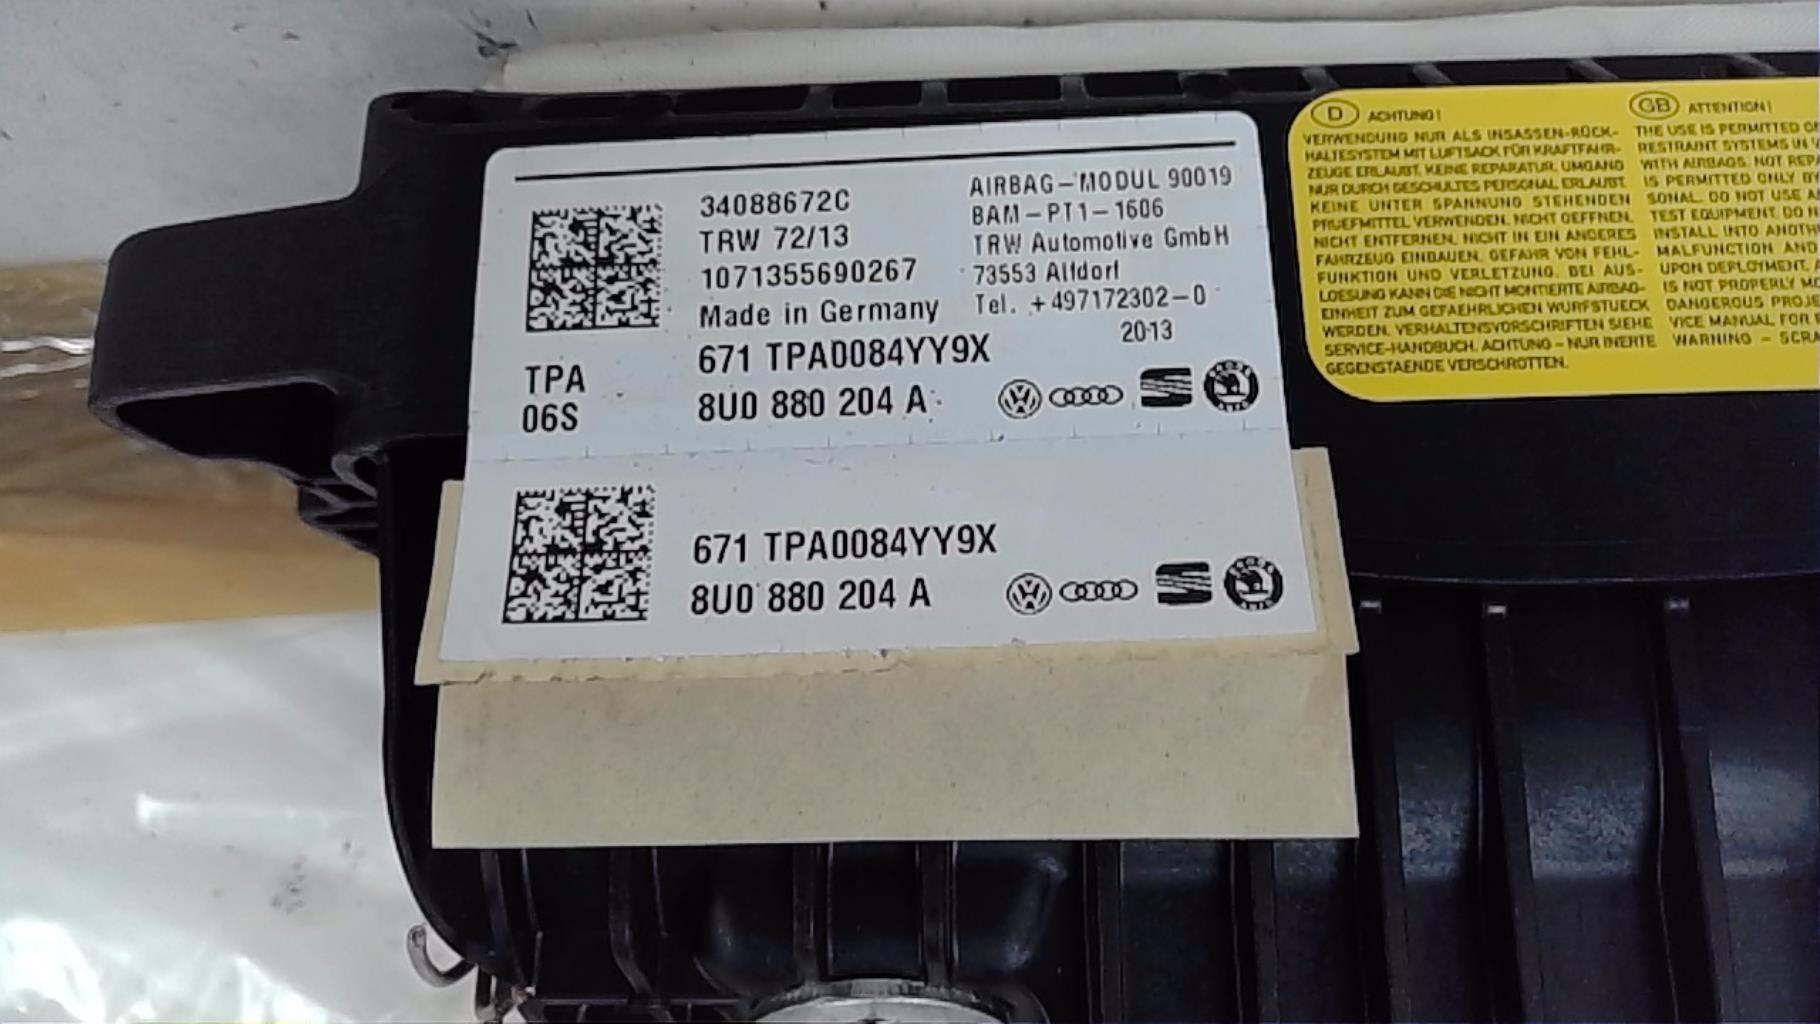 34088672C
TRW 72/13
1071355690267
Made in Germany
AIRBAG-MODUL 90019
BAM-PT1-1606
TRW Automotive GmbH
73553 Alfdorf
Tel. +497172302-0
2013
TPA
06S
671 TPA0084YY9X
8U0 880 204 A
671 TPA0084YY9X
8U0 880 204 A
D ACHTUNG!
VERWENDUNG NUR ALS INSASSEN-RÜCK-
HALTESYSTEM MIT LUFTSACK FÜR KRAFTFAHR-
ZEUGE ERLAUBT. KEINE REPARATUR. UMGANG
NUR DURCH GESCHULTES PERSONAL ERLAUBT.
KEINE UNTER SPANNUNG STEHENDEN
PRUEFMITTEL VERWENDEN. NICHT OEFFNEN.
NICHT ENTFERNEN. NICHT IN EIN ANDERES
FAHRZEUG EINBAUEN. GEFAHR VON FEHL-
FUNKTION UND VERLETZUNG. BEI AUS-
LOESUNG KANN DIE NICHT MONTIERTE AIRBAG-
EINHEIT ZUM GEFAEHRLICHEN WURFSTUECK
WERDEN. VERHALTENSVORSCHRIFTEN SIEHE
SERVICE-HANDBUCH. ACHTUNG - NUR INERTE
GEGENSTAENDE VERSCHROTTEN.
GB ATTENTION!
THE USE IS PERMITTED
RESTRAINT SYSTEMS IN
WITH AIRBAGS. NOT
IS PERMITTED ONLY BY
SONAL. DO NOT USE
TEST EQUIPMENT. DO
INSTALL INTO
MALFUNCTION AND
UPON DEPLOYMENT.
IS NOT PROPERLY
DANGEROUS
VICE MANUAL FOR
WARNING -